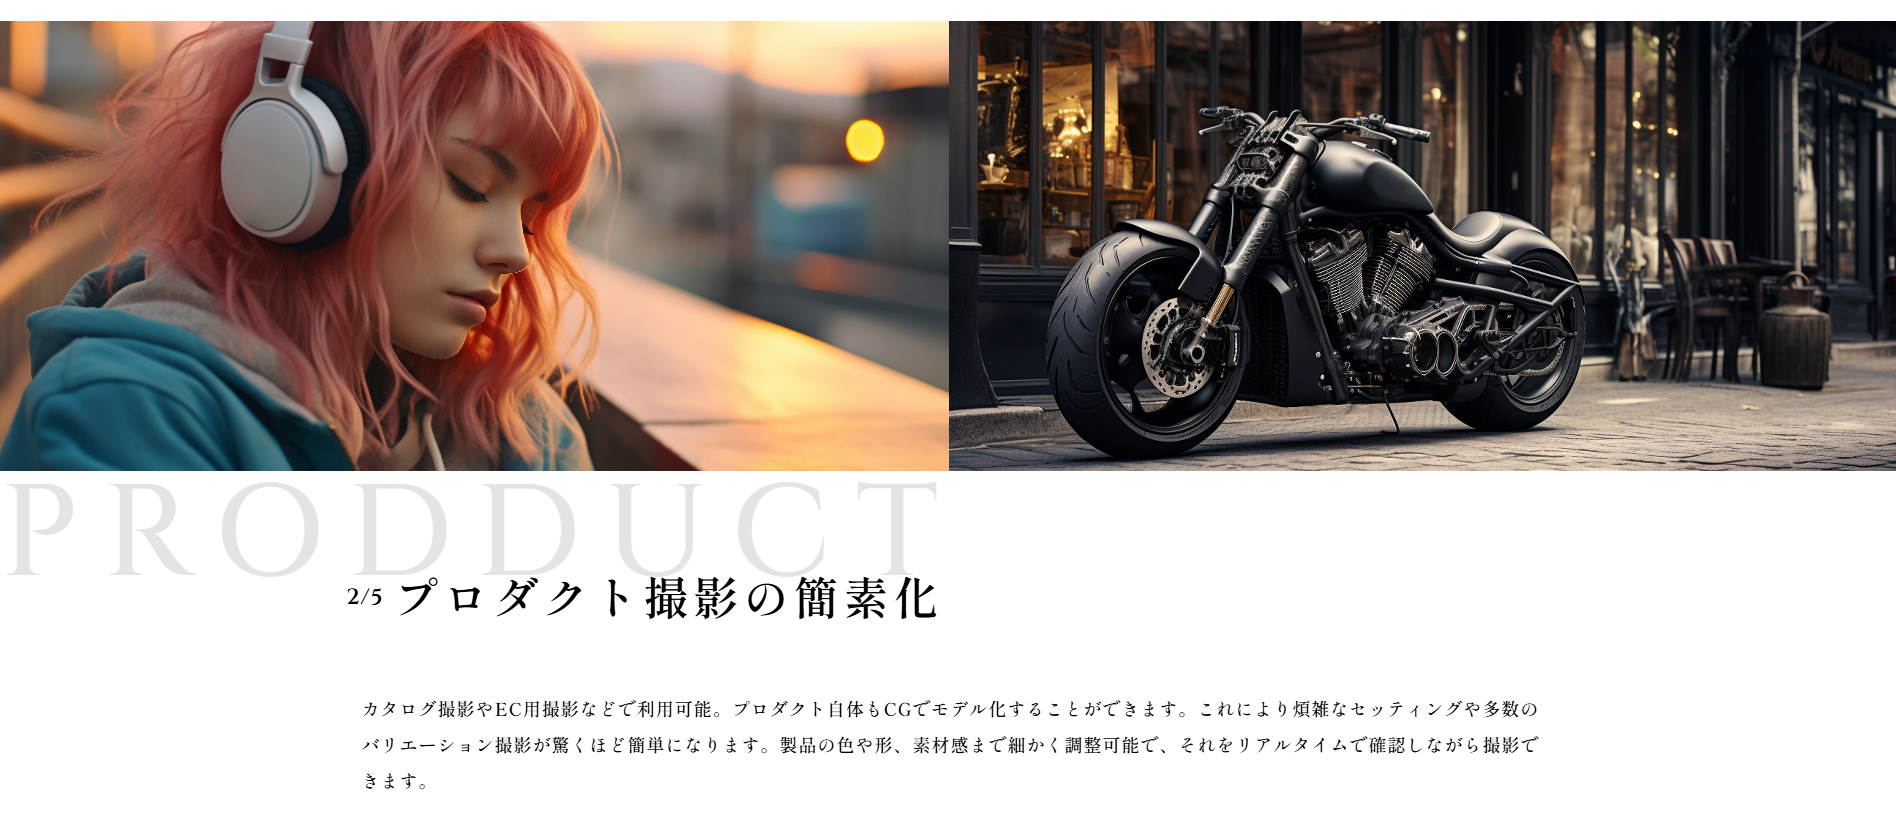 PRODDUCT
2/5 プロダクト撮影の簡素化
カタログ撮影やEC用撮影などで利用可能。プロダクト自体もCGでモデル化することができます。これにより煩雑なセッティングや多数の
バリエーション撮影が驚くほど簡単になります。製品の色や形、素材感まで細かく調整可能で、それをリアルタイムで確認しながら撮影で
きます。